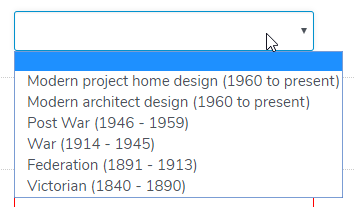 Modern project home design (1960 to present)
Modern architect design (1960 to present)
Post War (1946 - 1959)
War (1914 - 1945)
Federation (1891 - 1913)
Victorian (1840 - 1890)